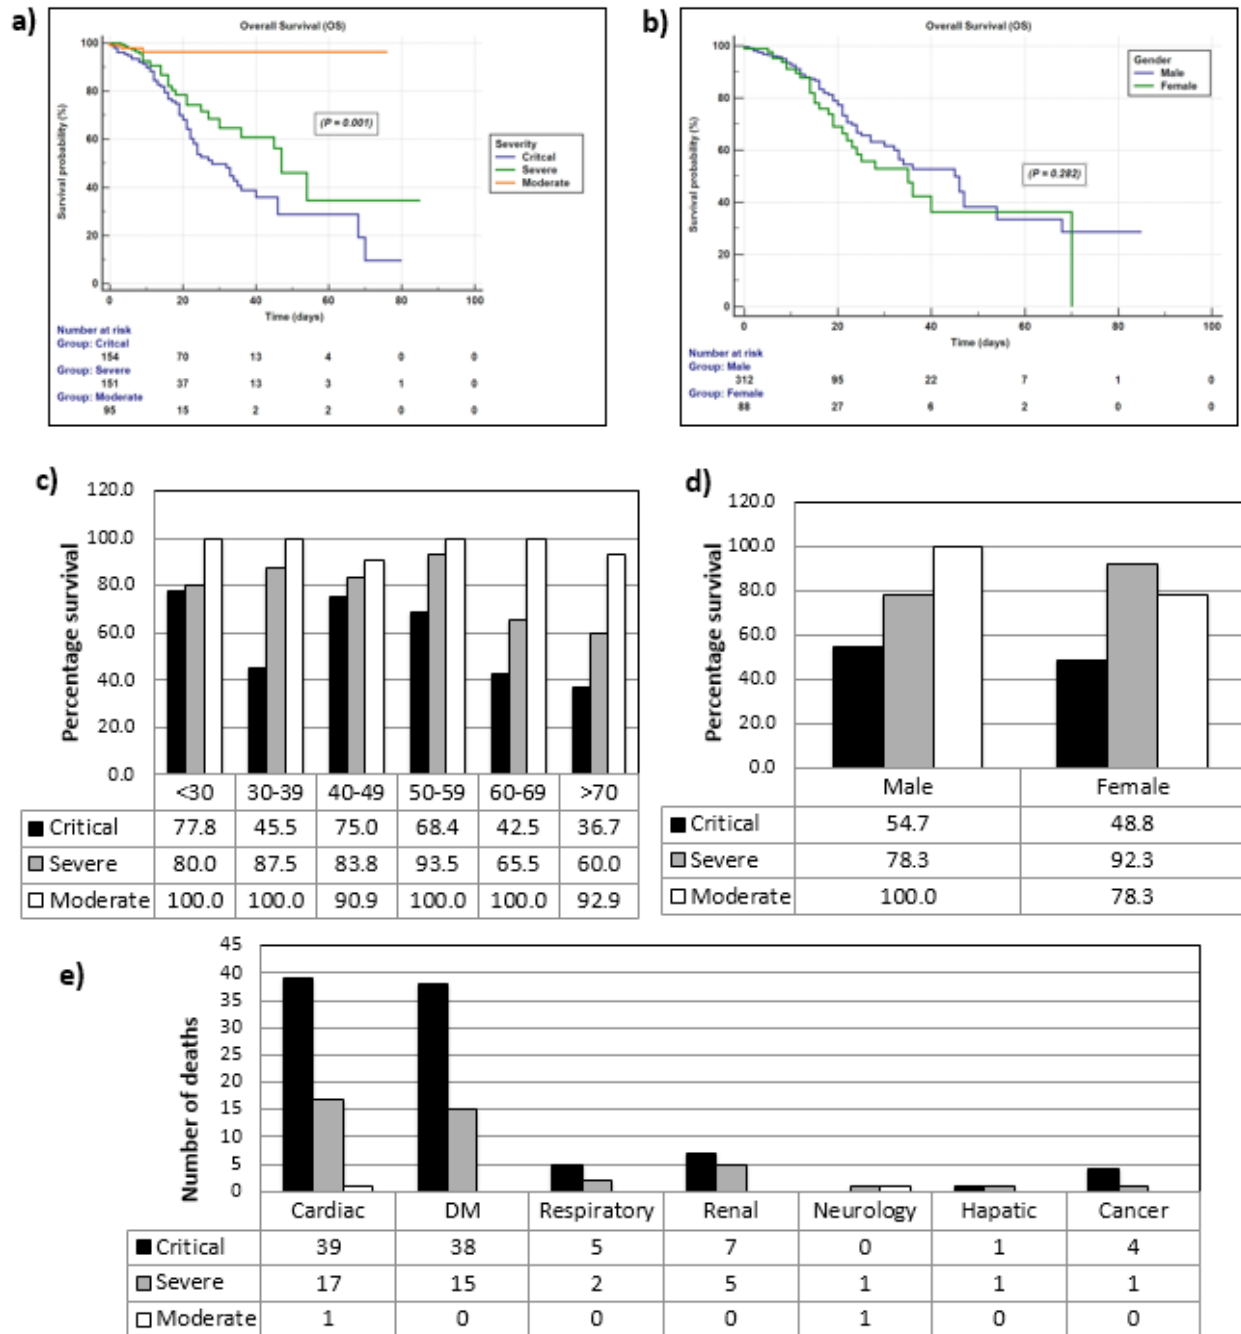 a)
Overall Survival (OS)
100
80
60
40
20
0
Survival probability (%)
(P = 0.001)
Severity
Critcal
Severe
Moderate
0 20 40 60 80 100
Time (days)
Number at risk
Group: Critcal
154 70 13 4 0 0
Group: Severe
151 37 13 3 1 0
Group: Moderate
95 15 2 2 0 0
b)
Overall Survival (OS)
100
80
60
40
20
0
Survival probability (%)
Gender
Male
Female
(P = 0.282)
0 20 40 60 80 100
Time (days)
Number at risk
Group: Male
312 95 22 7 1 0
Group: Female
88 27 6 2 0 0
c)
120.0
100.0
80.0
60.0
40.0
20.0
0.0
Percentage survival
<30 30-39 40-49 50-59 60-69 >70
Critical 77.8 45.5 75.0 68.4 42.5 36.7
Severe 80.0 87.5 83.8 93.5 65.5 60.0
Moderate 100.0 100.0 90.9 100.0 100.0 92.9
d)
120.0
100.0
80.0
60.0
40.0
20.0
0.0
Percentage survival
Male Female
Critical 54.7 48.8
Severe 78.3 92.3
Moderate 100.0 78.3
e)
45
40
35
30
25
20
15
10
5
0
Number of deaths
Cardiac DM Respiratory Renal Neurology Hapatic Cancer
Critical 39 38 5 7 0 1 4
Severe 17 15 2 5 1 1 1
Moderate 1 0 0 0 1 0 0